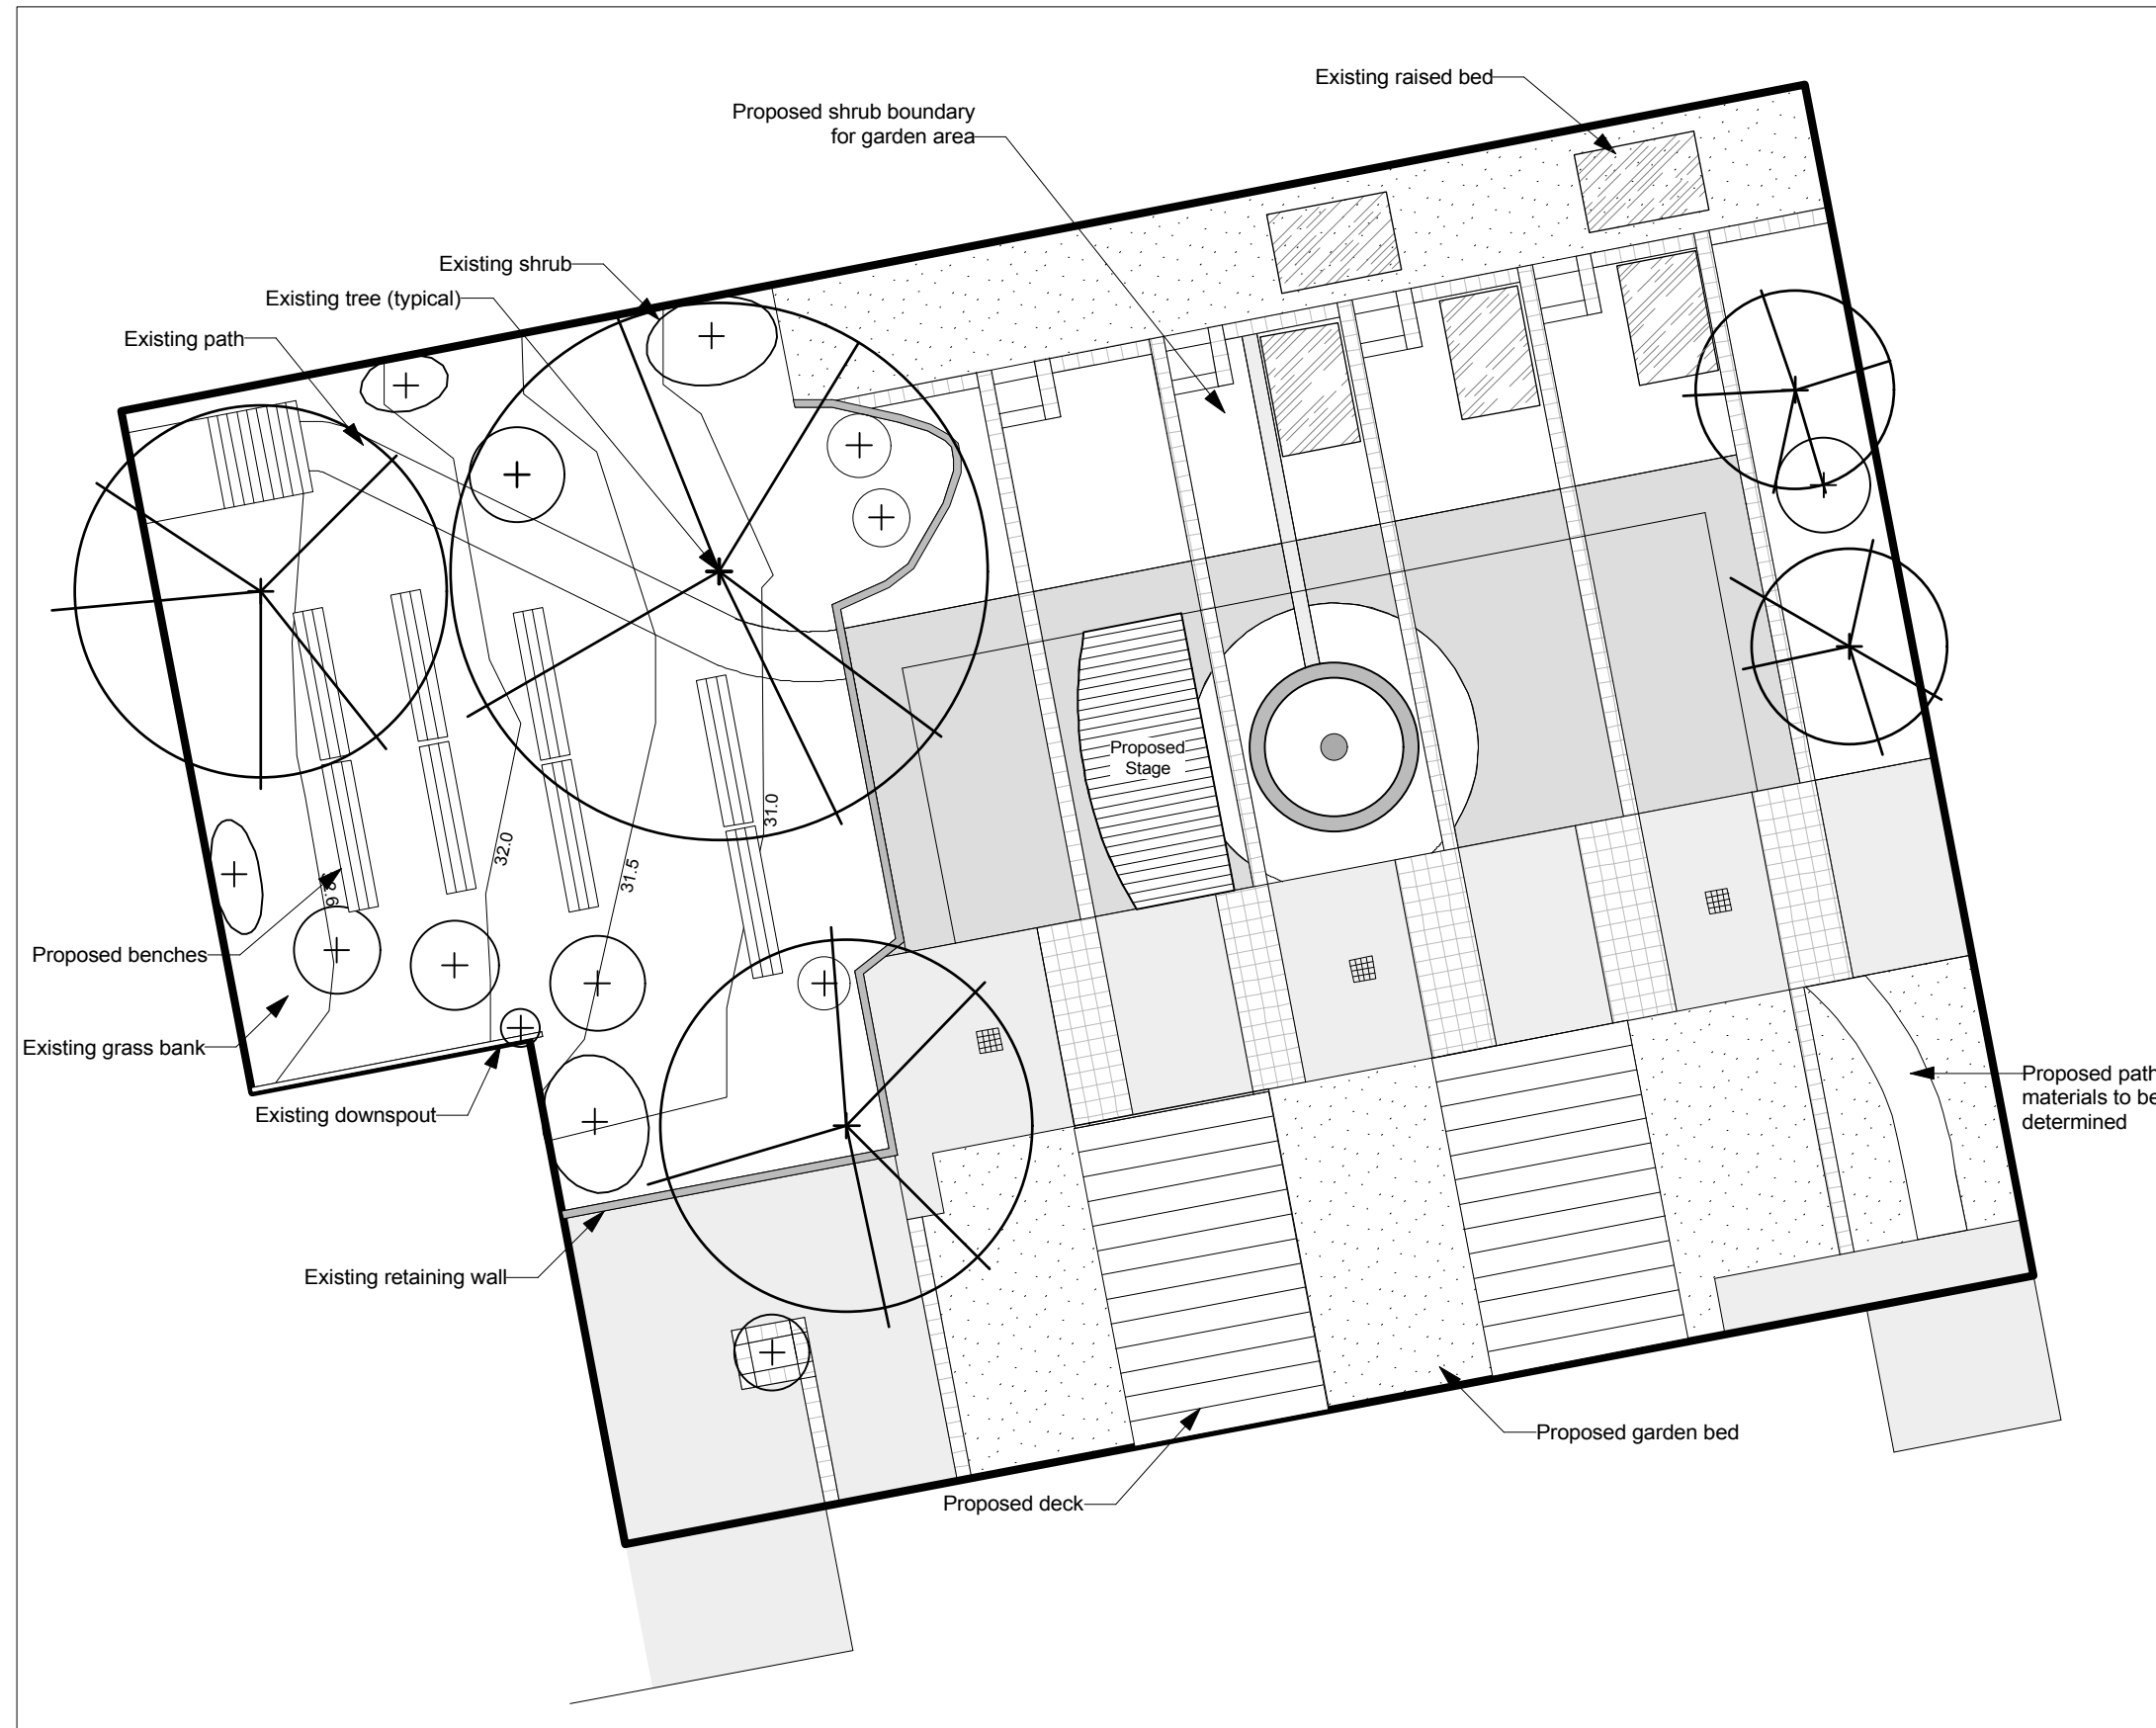 Existing raised bed
Proposed shrub boundary
for garden area
Existing shrub
Existing tree (typical)
Existing path
Proposed
Stage
31.0
32.0
31.5
Proposed benches
Existing grass bank
Existing downspout
Proposed path
materials to be
determined
Existing retaining wall
Proposed garden bed
Proposed deck